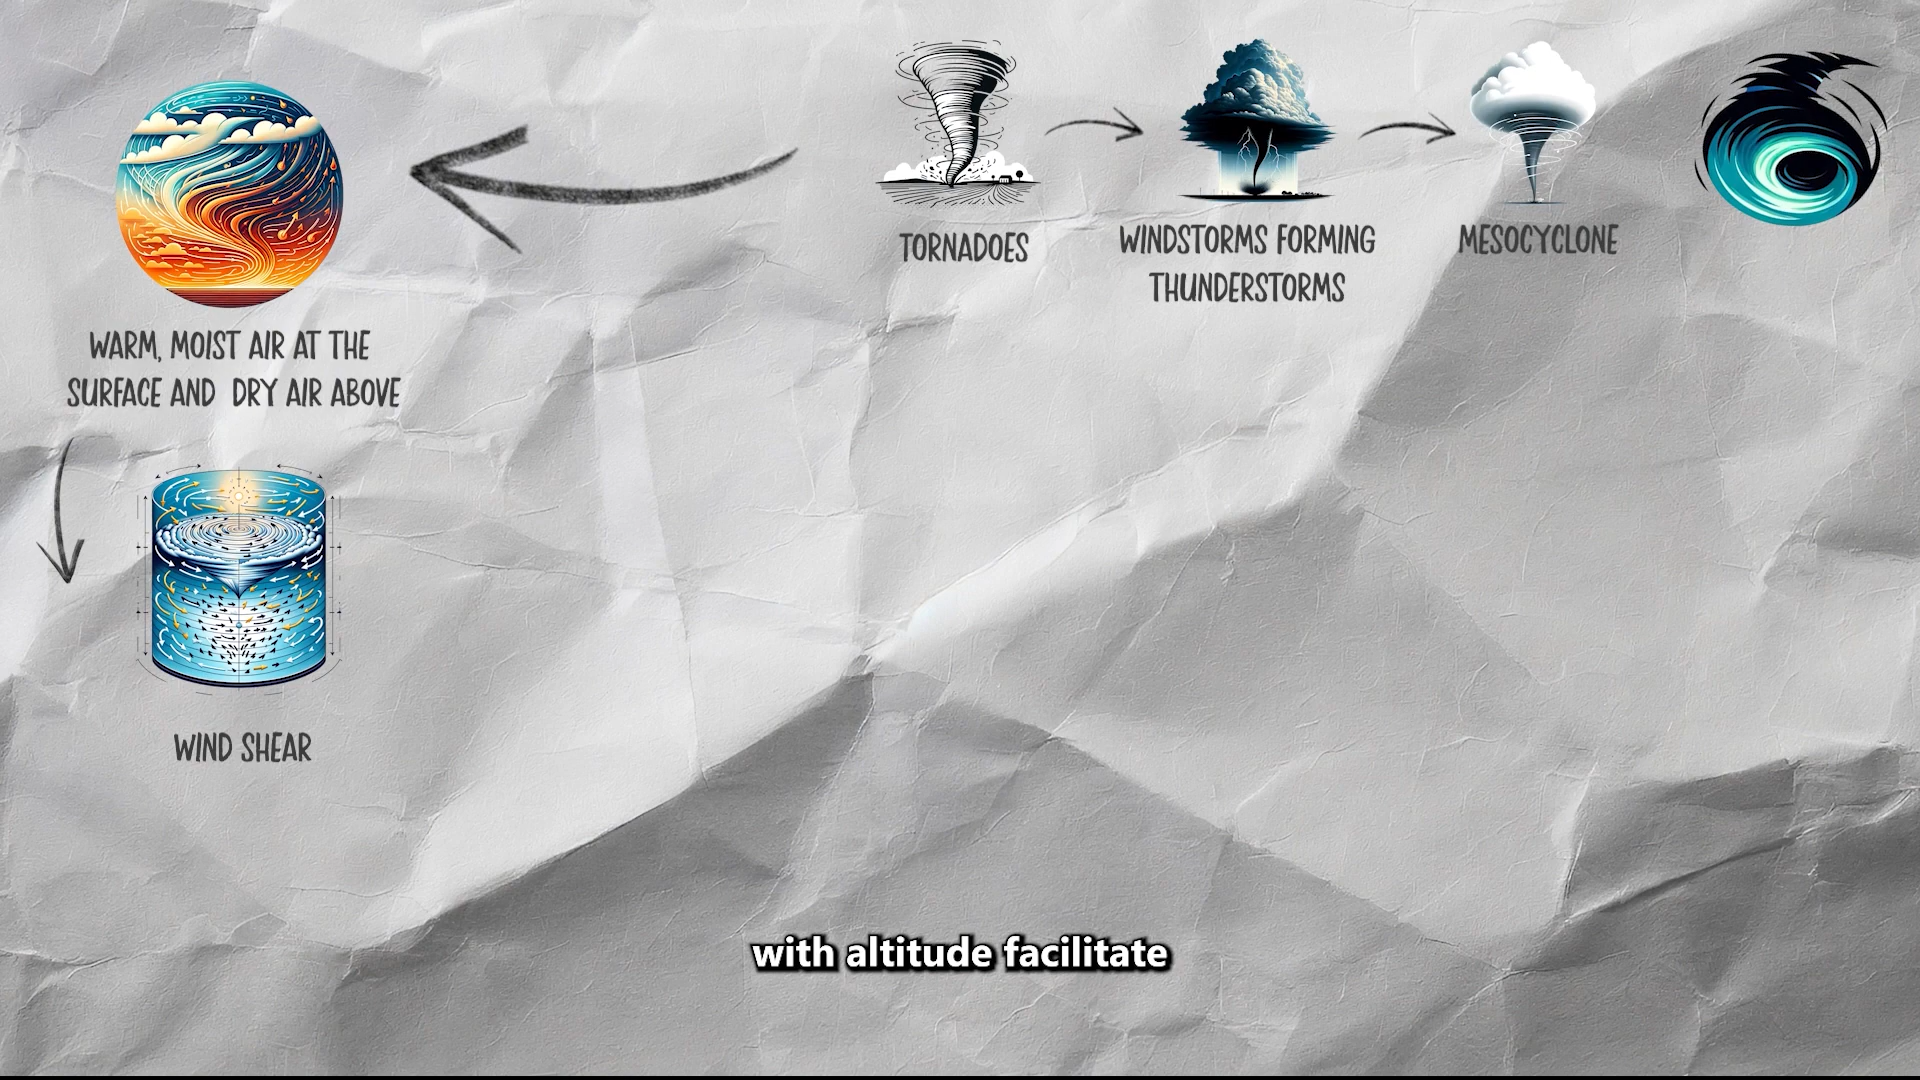 TORNADOES
WINDSTORMS FORMING
THUNDERSTORMS
MESOCYCLONE
WARM, MOIST AIR AT THE
SURFACE AND DRY AIR ABOVE
WIND SHEAR
with altitude facilitate